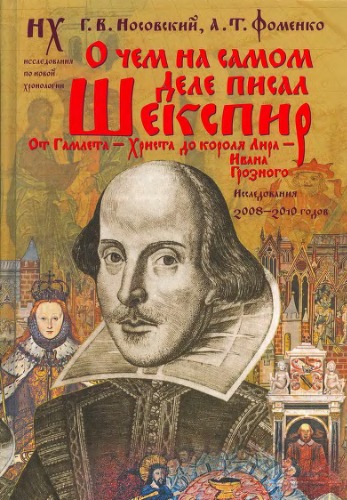 НХ
исследования
по новой
хронологии
Г. В. Носовский, А. Т. Фоменко
О чем на самом
деле писал
Шекспир
От Гамлета – Христа до короля Лира –
Ивана
Грозного
Исследования
2008–2010 годов